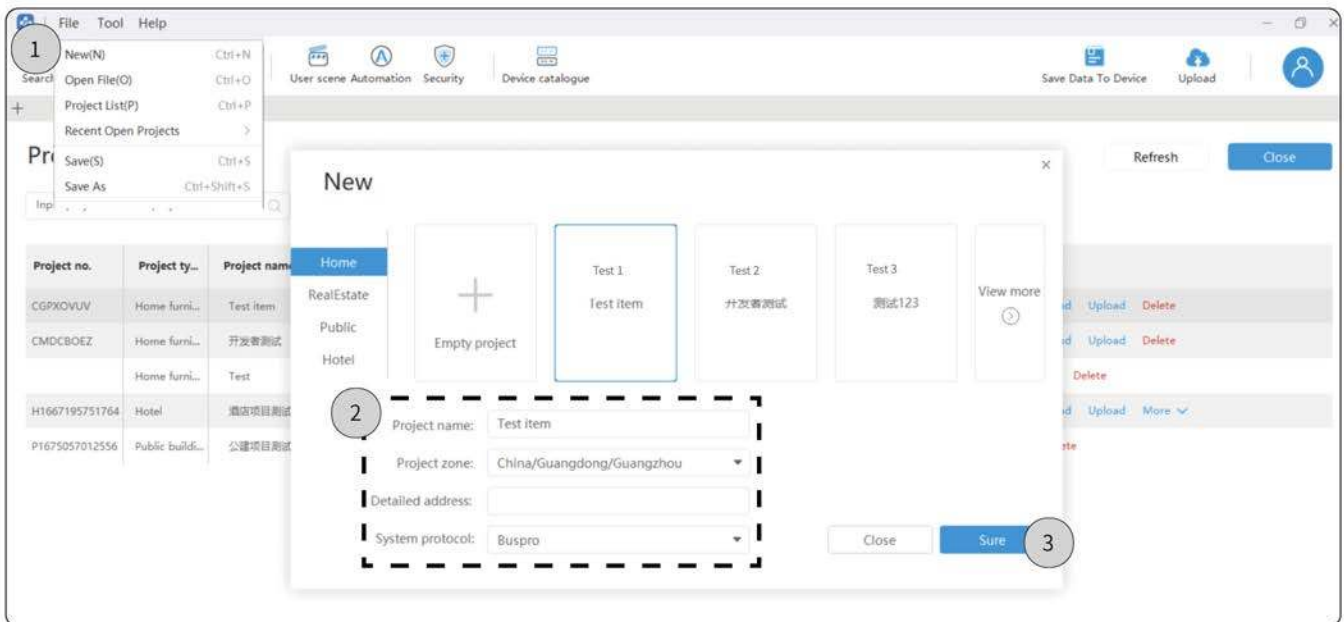 File Tool Help
1
New(N) Ctrl+N
Open File(O) Ctrl+O
Project List(P) Ctrl+P
Recent Open Projects
Save(S) Ctrl+S
Save As Ctrl+Shift+S
Search
User scene Automation Security Device catalogue
Save Data To Device Upload
+
Pr
Refresh Close
Inp
New
Project no. Project ty... Project name
CGPXOVUV Home furni... Test item
CMDCBOEZ Home furni... 开发者测试
Home furni... Test
H1667195751764 Hotel 酒店项目测试
P1675057012556 Public buildi... 公建项目测试
Home
RealEstate
Public
Hotel
Empty project
Test 1
Test item
Test 2
开发者测试
Test 3
测试123
View more
Upload Delete
Upload Delete
Delete
Upload More
2
Project name: Test item
Project zone: China/Guangdong/Guangzhou
Detailed address:
System protocol: Buspro
Close Sure 3